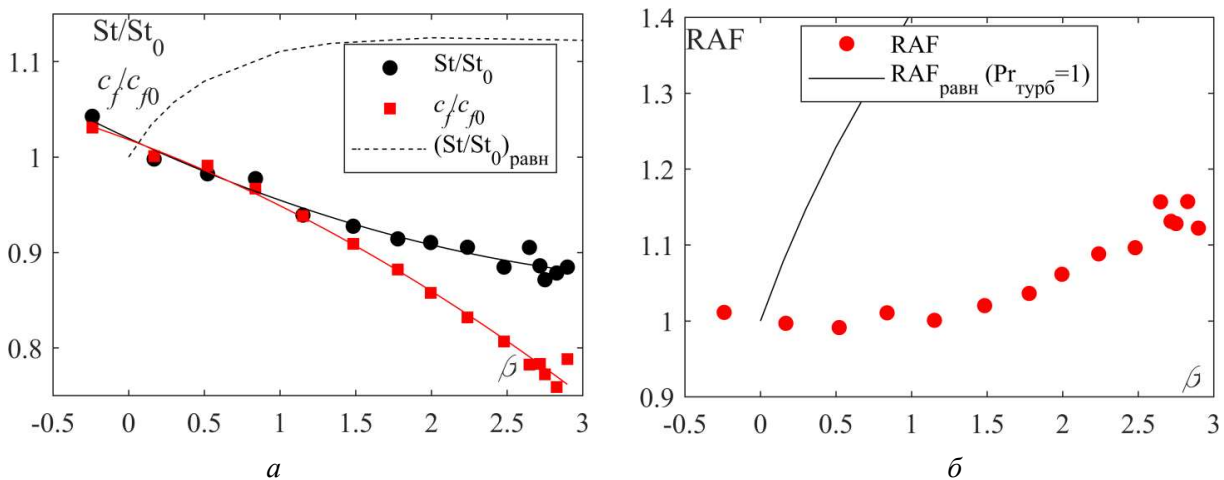 St/St0
cf/cf0
1.1
1
0.9
0.8
-0.5 0 0.5 1 1.5 2 2.5 3
β
St/St0
cf/cf0
(St/St0)равн
а
RAF
1.4
1.3
1.2
1.1
1
0.9
-0.5 0 0.5 1 1.5 2 2.5 3
β
RAF
RAFравн (Prтурб=1)
б